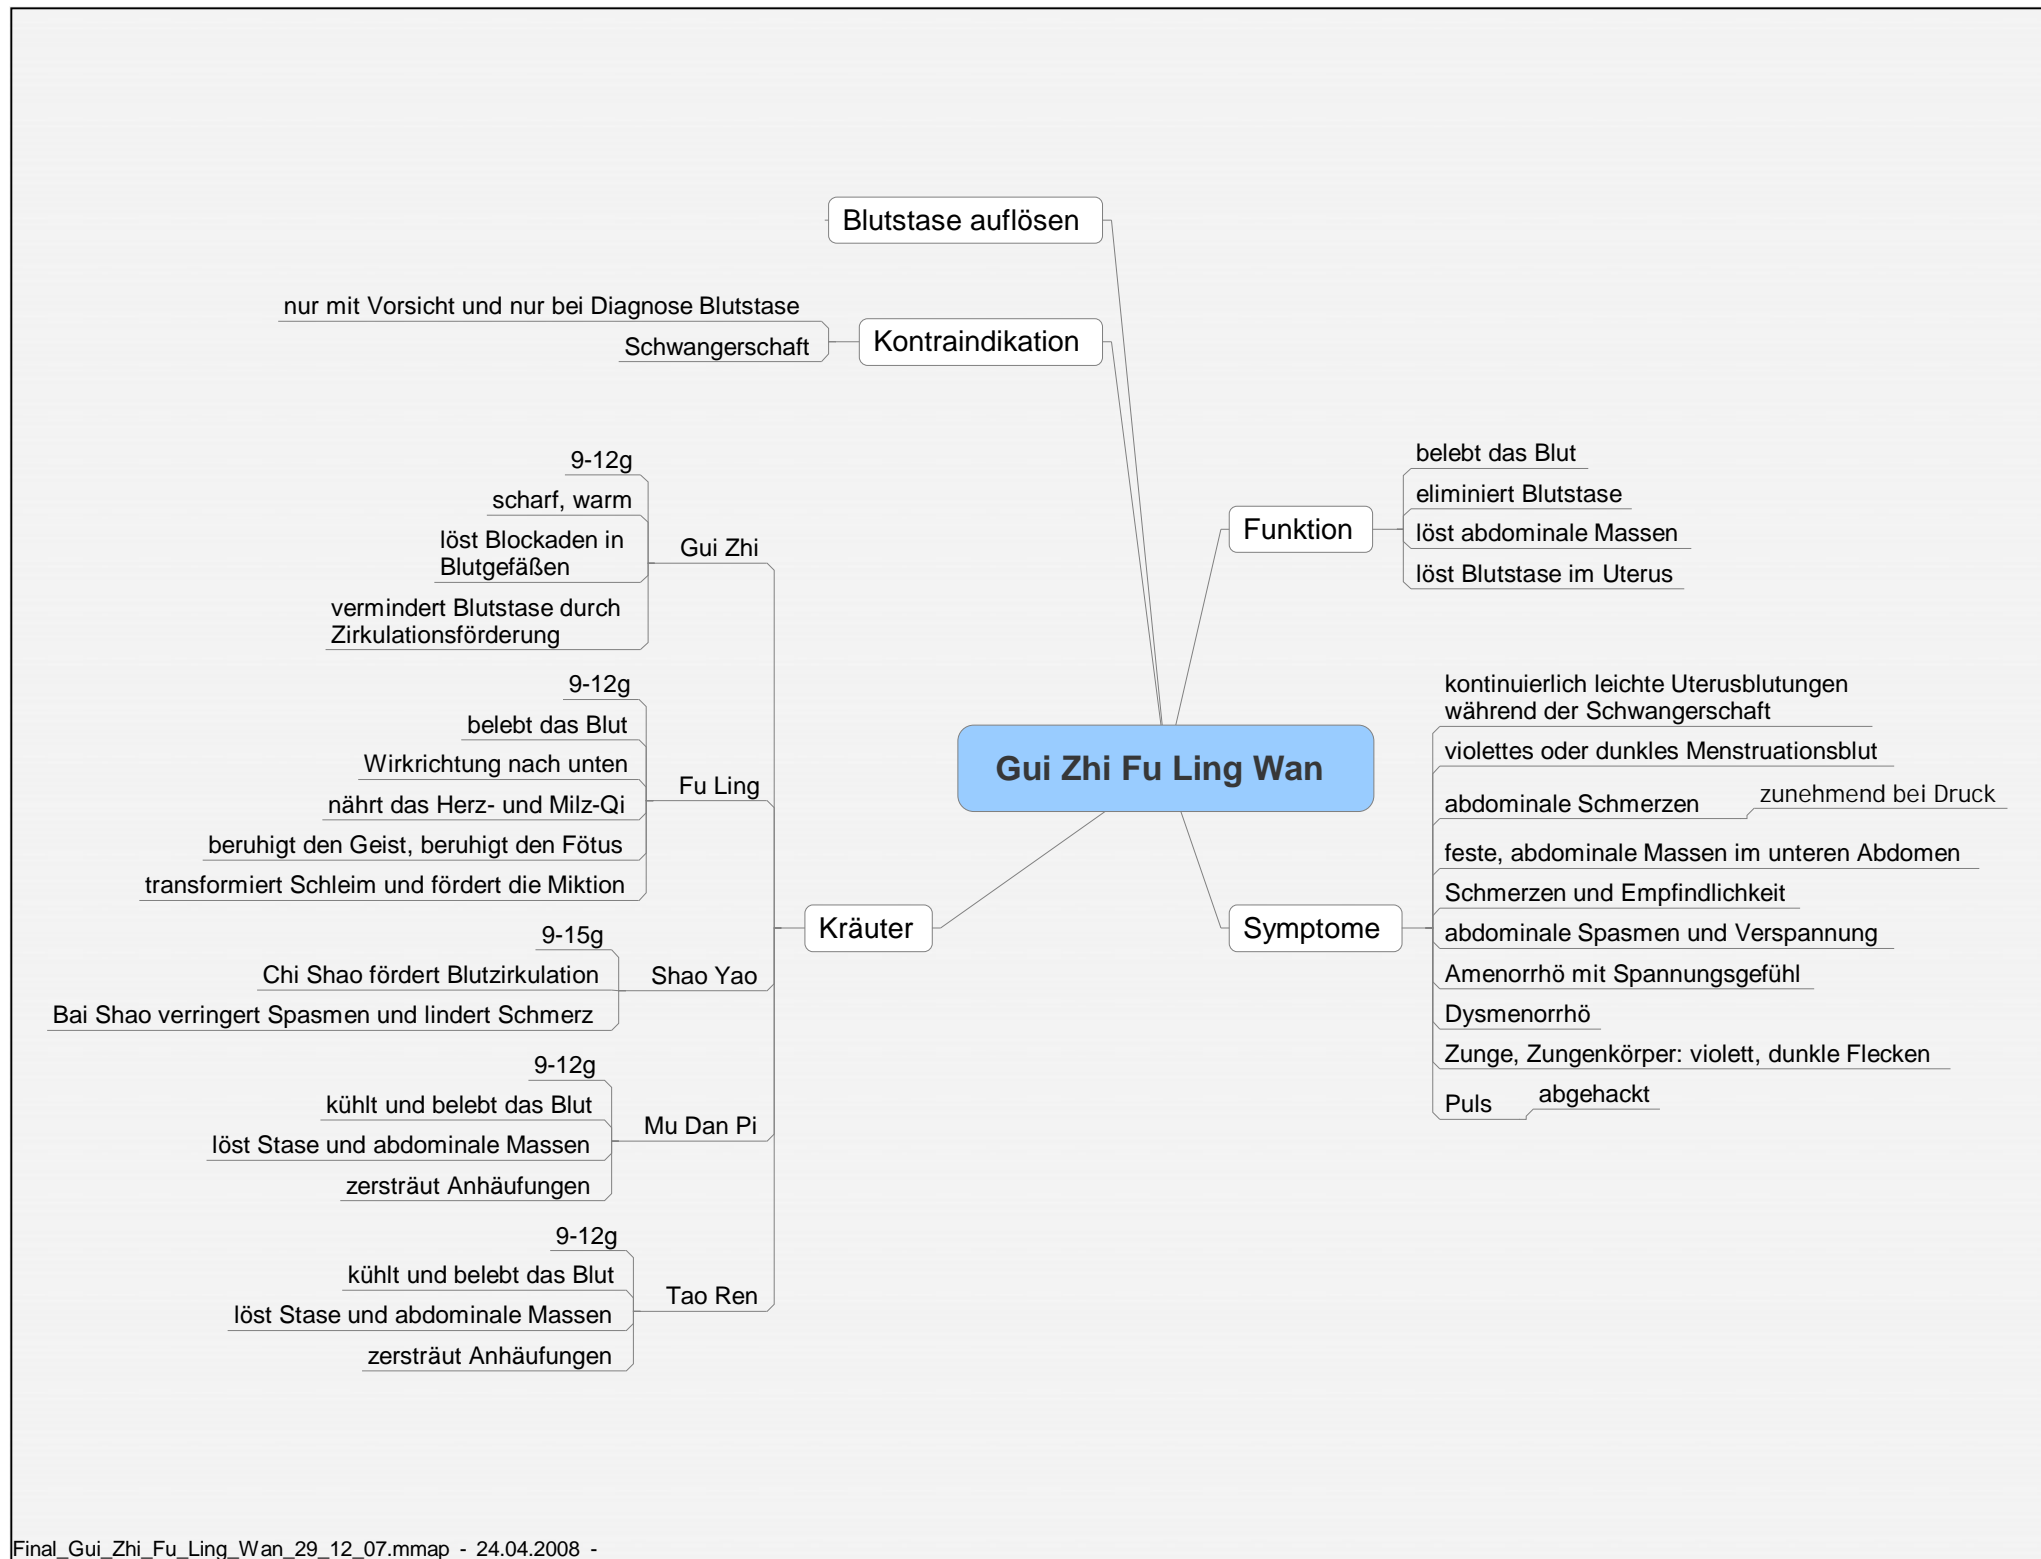 Gui Zhi Fu Ling Wan
Funktion
belebt das Blut
eliminiert Blutstase
löst abdominale Massen
löst Blutstase im Uterus
Symptome
kontinuierlich leichte Uterusblutungen
während der Schwangerschaft
violettes oder dunkles Menstruationsblut
abdominale Schmerzen
zunehmend bei Druck
feste, abdominale Massen im unteren Abdomen
Schmerzen und Empfindlichkeit
abdominale Spasmen und Verspannung
Amenorrhö mit Spannungsgefühl
Dysmenorrhö
Zunge, Zungenkörper: violett, dunkle Flecken
Puls
abgehackt
Kräuter
Gui Zhi
9-12g
scharf, warm
löst Blockaden in
Blutgefäßen
vermindert Blutstase durch
Zirkulationsförderung
Fu Ling
9-12g
belebt das Blut
Wirkrichtung nach unten
nährt das Herz- und Milz-Qi
beruhigt den Geist, beruhigt den Fötus
transformiert Schleim und fördert die Miktion
Shao Yao
9-15g
Chi Shao fördert Blutzirkulation
Bai Shao verringert Spasmen und lindert Schmerz
Mu Dan Pi
9-12g
kühlt und belebt das Blut
löst Stase und abdominale Massen
zersträut Anhäufungen
Tao Ren
9-12g
kühlt und belebt das Blut
löst Stase und abdominale Massen
zersträut Anhäufungen
Kontraindikation
nur mit Vorsicht und nur bei Diagnose Blutstase
Schwangerschaft
Blutstase auflösen
Final_Gui_Zhi_Fu_Ling_Wan_29_12_07.mmap - 24.04.2008 -